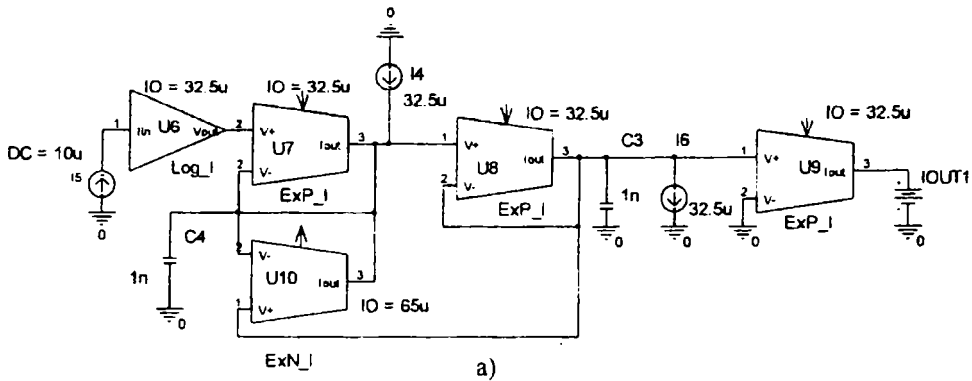 0
IO = 32.5u
IO = 32.5u
I4
32.5u
IO = 32.5u
IO = 32.5u
DC = 10u
I5
0
1
Iin
U6
Vout
Log_I
2
V+
U7
2
V-
Iout
3
ExP_I
1
V+
U8
2
V-
Iout
3
ExP_I
C3
1n
0
I6
32.5u
0
1
V+
U9
2
V-
0
Iout
3
ExP_I
IOUT1
0
C4
1n
0
2
V-
U10
1
V+
Iout
3
IO = 65u
ExN_I
a)